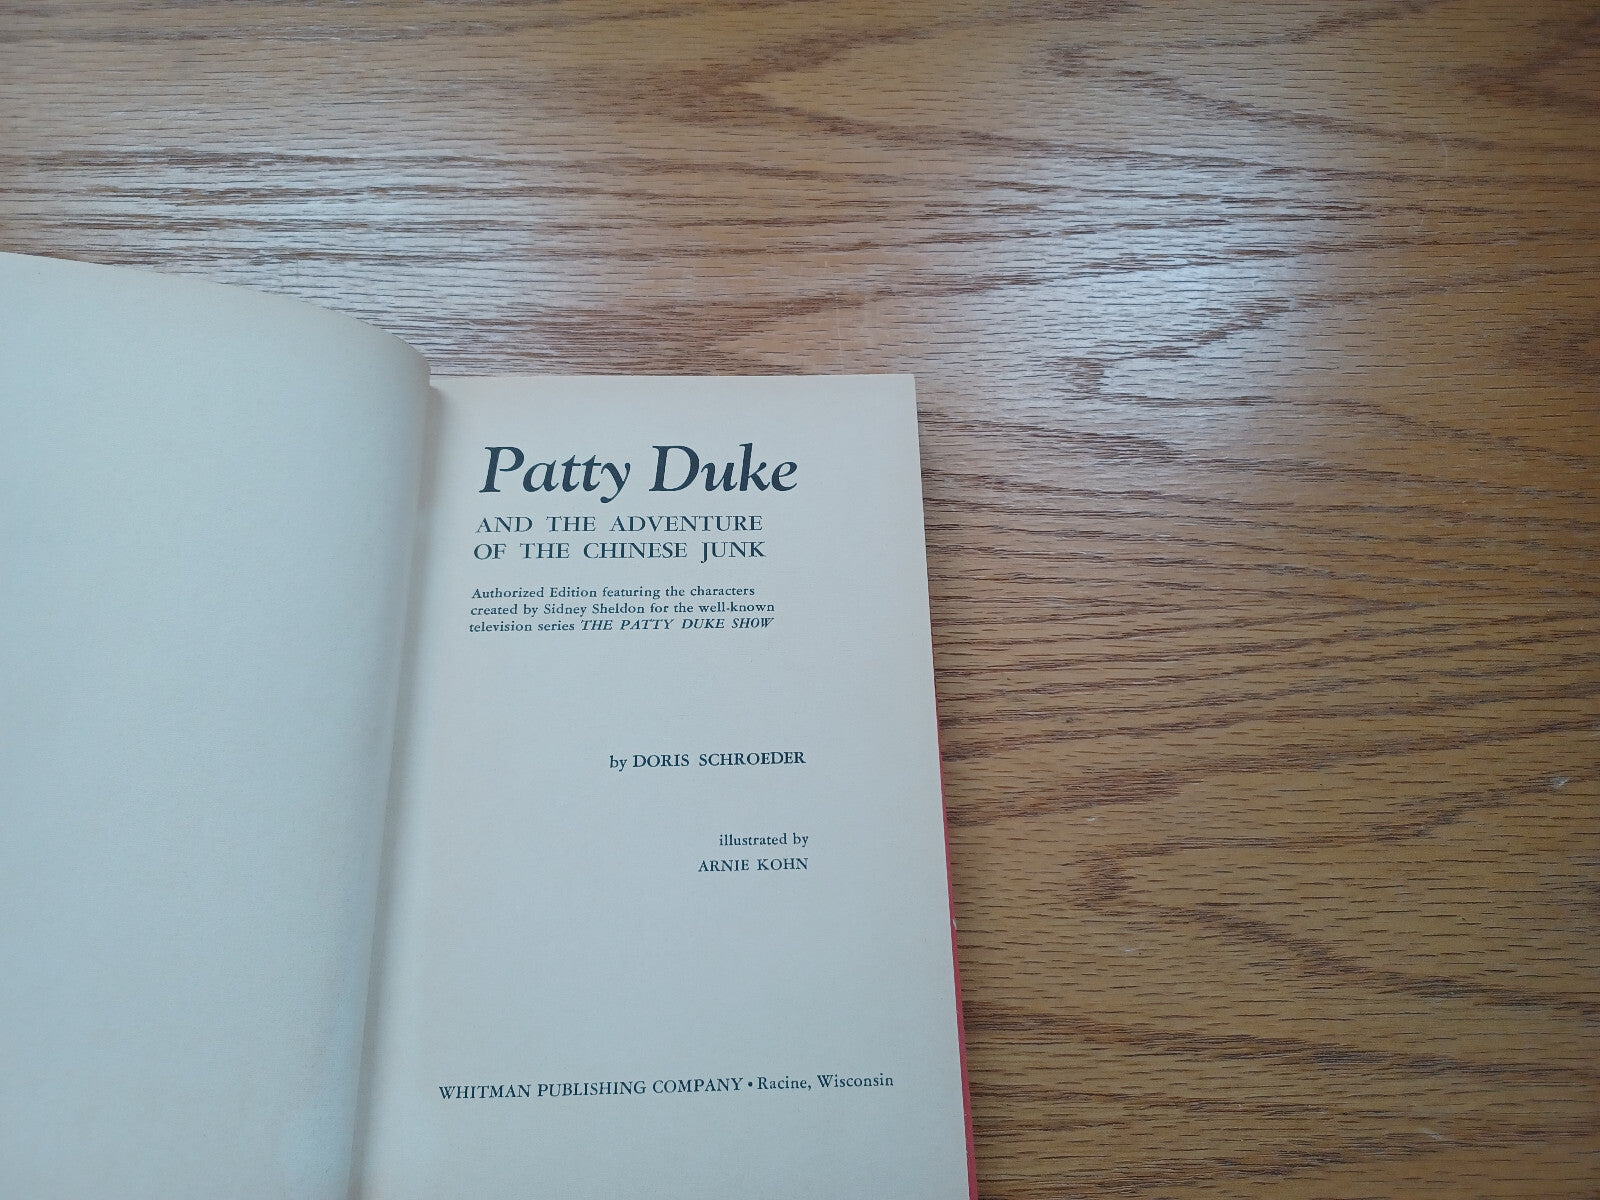 Patty Duke
AND THE ADVENTURE
OF THE CHINESE JUNK
Authorized Edition featuring the characters
created by Sidney Sheldon for the well-known
television series THE PATTY DUKE SHOW
by DORIS SCHROEDER
illustrated by
ARNIE KOHN
WHITMAN PUBLISHING COMPANY • Racine, Wisconsin